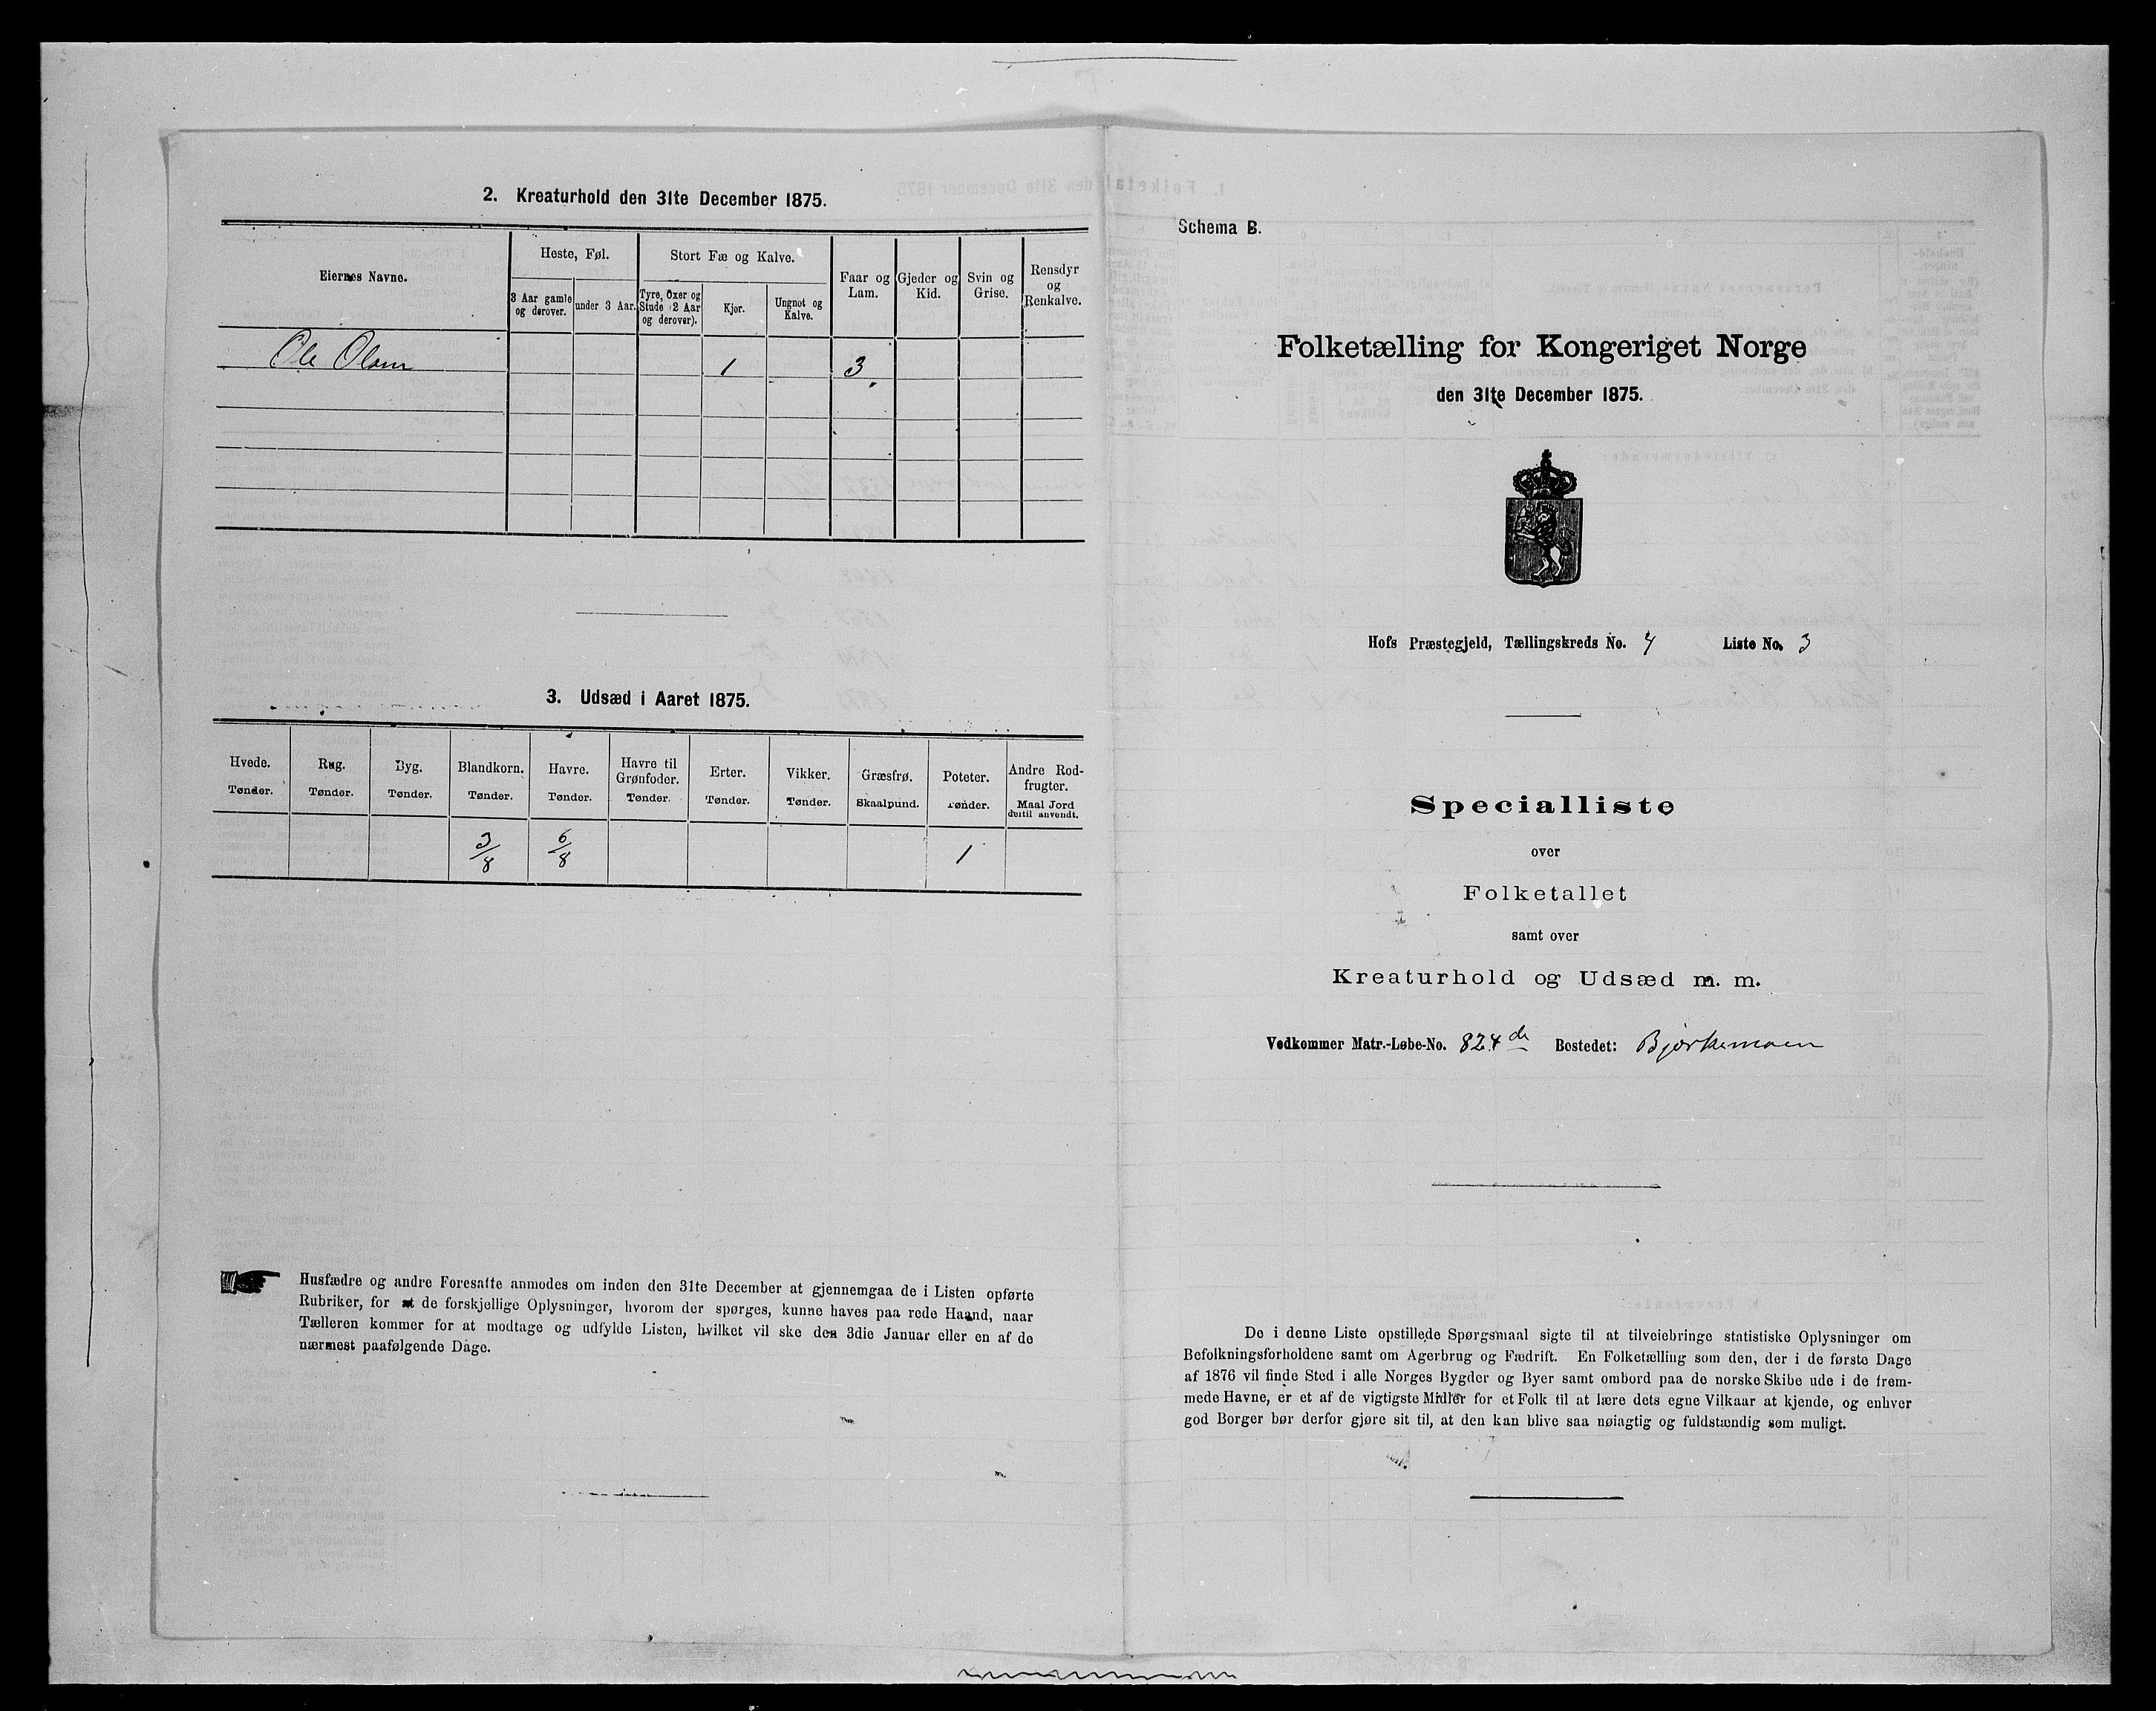 2. Kreaturhold den 31te December 1875.
Eiernes Navne.
Heste, Føl.
Stort Fæ og Kalve.
Faar og Lam.
Gjeder og Kid.
Svin og Grise.
Rensdyr og Renkalve.
3 Aar gamle og derover.
under 3 Aar.
Tyre, Oxer og Stude (2 Aar og derover).
Kjør.
Ungnot og Kalve.
Ole Olsen 1 3
3. Udsæd i Aaret 1875.
Hvede. Rug. Byg. Blandkorn. Havre. Havre til Grønfoder. Erter. Vikker. Græsfrø. Poteter. Andre Rodfrugter.
Tønder. Tønder. Tønder. Tønder. Tønder. Tønder. Tønder. Tønder. Skaalpund. Tønder. Maal Jord dertil anvendt.
3/8 6/8 1
Husfædre og andre Foresatte anmodes om inden den 31te December at gjennemgaa de i Listen opførte
Rubriker, for at de forskjellige Oplysninger, hvorom der spørges, kunne haves paa rede Haand, naar
Tælleren kommer for at modtage og udfylde Listen, hvilket vil ske den 3die Januar eller en af de
nærmest paafølgende Dage.
Schema B.
Folketælling for Kongeriget Norge
den 31te December 1875.
Hofs Præstegjeld, Tællingskreds No. 4 Liste No. 3
Specialliste
over
Folketallet
samt over
Kreaturhold og Udsæd m. m.
Vedkommer Matr.-Løbe-No. 824 de Bostedet: Bjørkemoen
De i denne Liste opstillede Spørgsmaal sigte til at tilveiebringe statistiske Oplysninger om
Befolkningsforholdene samt om Agerbrug og Fædrift. En Folketælling som den, der i de første Dage
af 1876 vil finde Sted i alle Norges Bygder og Byer samt ombord paa de norske Skibe ude i de frem-
mede Havne, er et af de vigtigste Midler for et Folk til at lære dets egne Vilkaar at kjende, og enhver
god Borger bør derfor gjøre sit til, at den kan blive saa nøiagtig og fuldstændig som muligt.